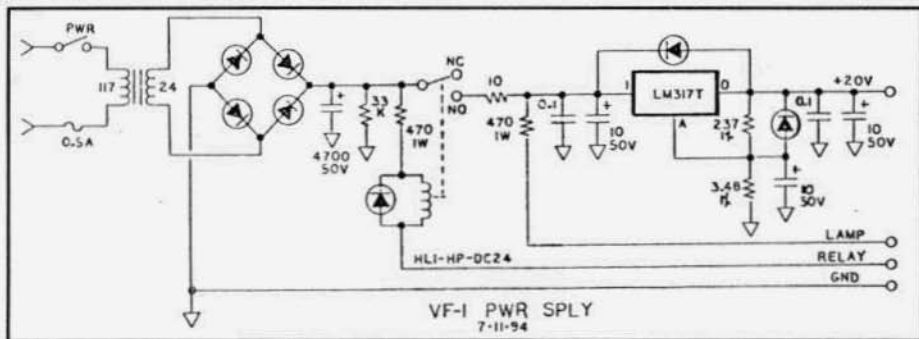 PWR
117
24
0.5A
4700
50V
33
K
470
1W
NC
NO
HL1-HP-DC24
10
470
1W
0.1
10
50V
I
LM317T
O
A
237
1%
3.48
1%
0.1
10
50V
+20V
10
50V
LAMP
RELAY
GND
VF-1 PWR SPLY
7-11-94